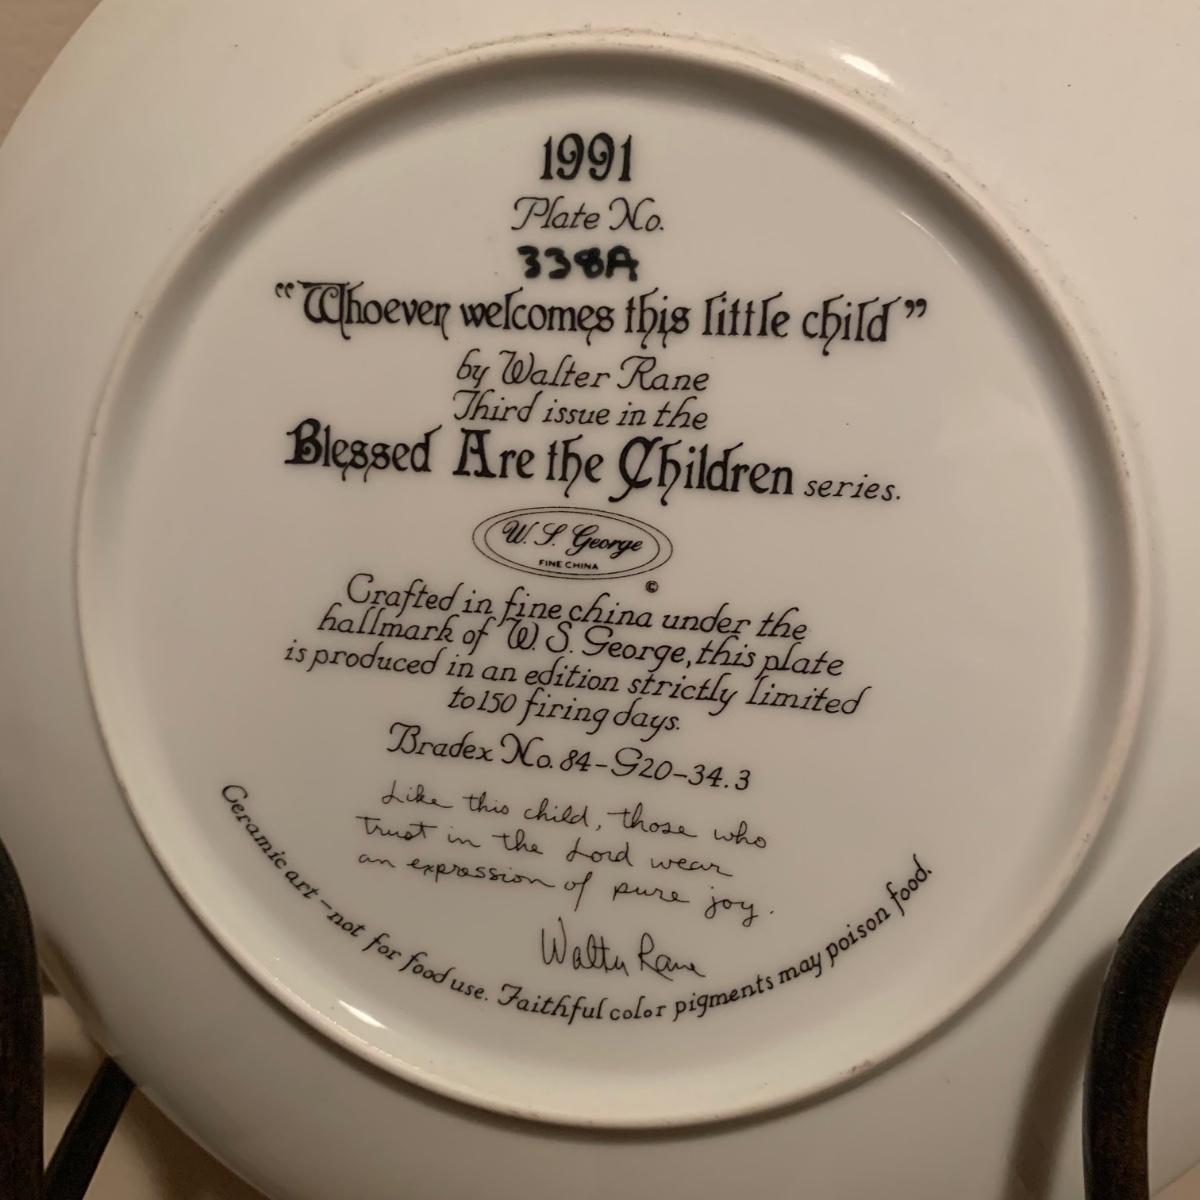 1991
Plate No.
338A
“Whoever welcomes this little child”
by Walter Rane
Third issue in the
Blessed Are the Children series.
W. S. George
FINE CHINA
©
Crafted in fine china under the
hallmark of W. S. George, this plate
is produced in an edition strictly limited
to 150 firing days.
Bradex No. 84-G20-34.3
Like this child, those who
trust in the Lord wear
an expression of pure joy.
Walter Rane
Ceramic art - not for food use. Faithful color pigments may poison food.